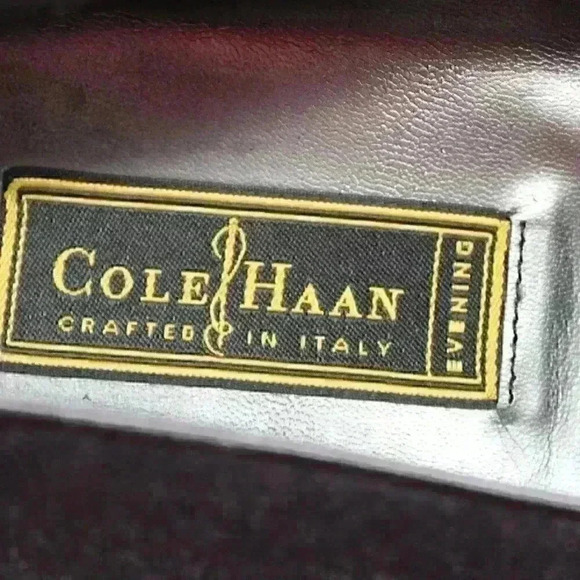 COLE HAAN
CRAFTED IN ITALY
EVENING